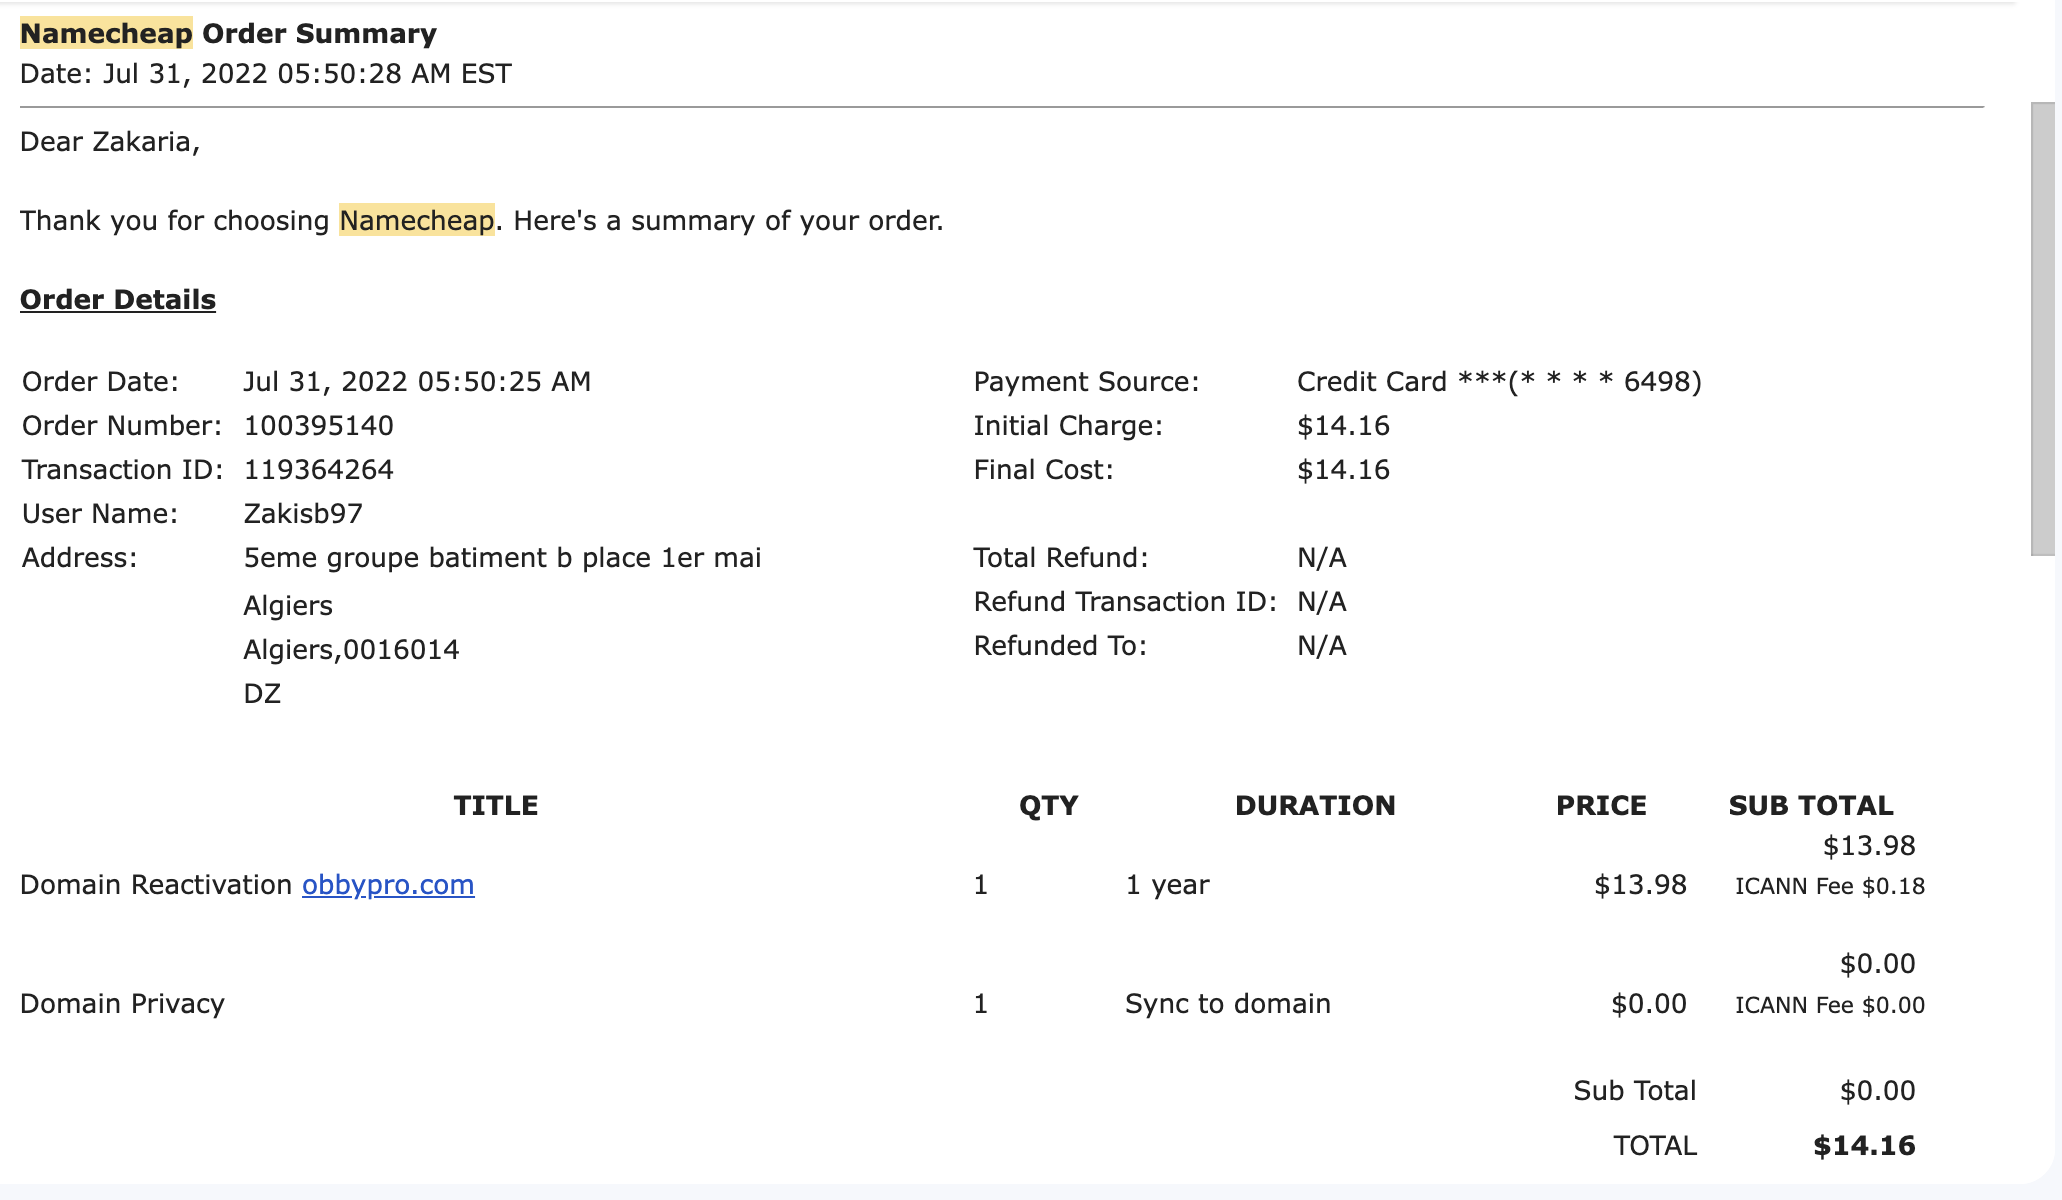 Namecheap Order Summary
Date: Jul 31, 2022 05:50:28 AM EST
Dear Zakaria,
Thank you for choosing Namecheap. Here's a summary of your order.
Order Details
Order Date: Jul 31, 2022 05:50:25 AM
Order Number: 100395140
Transaction ID: 119364264
User Name: Zakisb97
Address: 5eme groupe batiment b place 1er mai
Algiers
Algiers,0016014
DZ
Payment Source: Credit Card ***(* * * * 6498)
Initial Charge: $14.16
Final Cost: $14.16
Total Refund: N/A
Refund Transaction ID: N/A
Refunded To: N/A
TITLE QTY DURATION PRICE SUB TOTAL
$13.98
Domain Reactivation obbypro.com 1 1 year $13.98 ICANN Fee $0.18
$0.00
Domain Privacy 1 Sync to domain $0.00 ICANN Fee $0.00
Sub Total $0.00
TOTAL $14.16